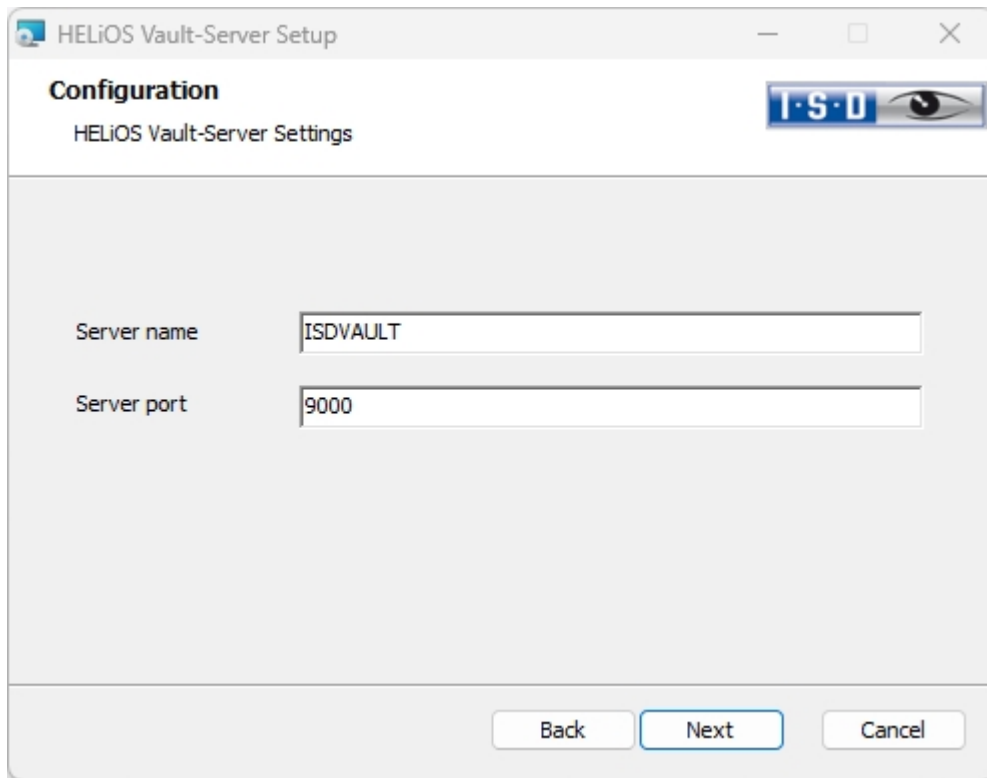 HELiOS Vault-Server Setup
Configuration
I·S·D
HELiOS Vault-Server Settings
Server name ISDVAULT
Server port 9000
Back Next Cancel